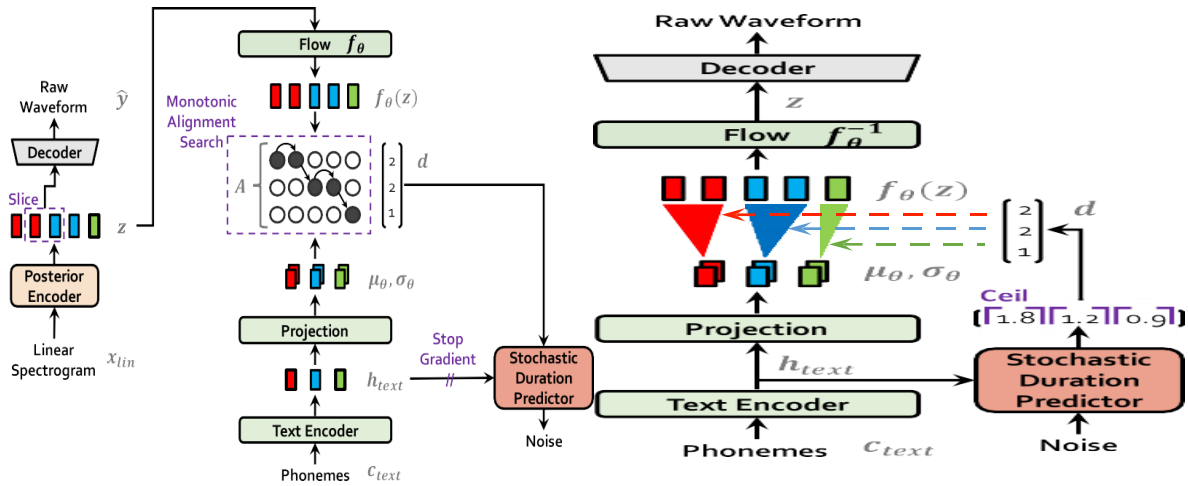 Raw
Waveform
ŷ
Decoder
Slice
z
Posterior
Encoder
Linear
Spectrogram
x_lin
Flow f_θ
f_θ(z)
Monotonic
Alignment
Search
A
2
2
1
d
μ_θ, σ_θ
Projection
Stop
Gradient
h_text
//
Stochastic
Duration
Predictor
Noise
Text Encoder
Phonemes c_text
Raw Waveform
Decoder
z
Flow f_θ^{-1}
f_θ(z)
2
2
1
d
μ_θ, σ_θ
Ceil
[⌈1.8⌉⌈1.2⌉⌈0.9⌉]
Projection
h_text
Stochastic
Duration
Predictor
Text Encoder
Phonemes c_text
Noise